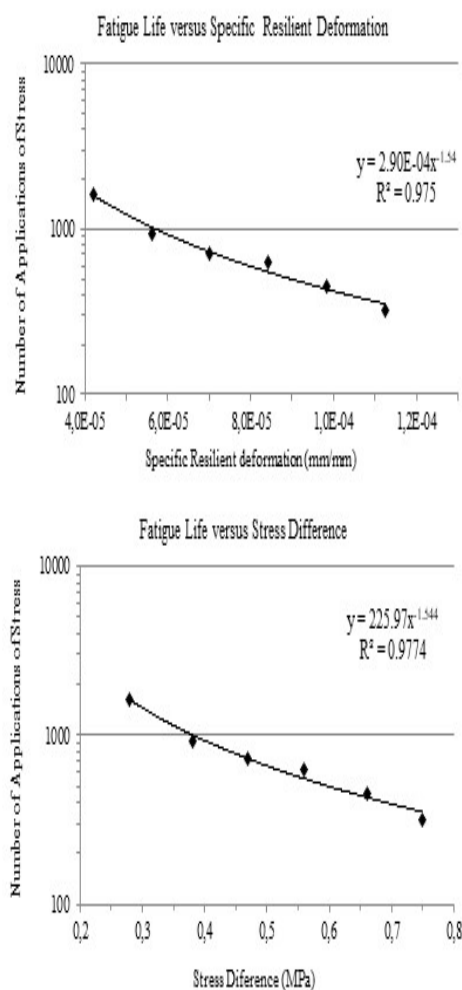 Fatigue Life versus Specific Resilient Deformation
Number of Applications of Stress
10000
1000
100
y = 2.90E-04x^-1.54
R² = 0.975
4,0E-05 6,0E-05 8,0E-05 1,0E-04 1,2E-04
Specific Resilient deformation (mm/mm)
Fatigue Life versus Stress Difference
Number of Applications of Stress
10000
1000
100
y = 225.97x^-1.544
R² = 0.9774
0,2 0,3 0,4 0,5 0,6 0,7 0,8
Stress Diference (MPa)